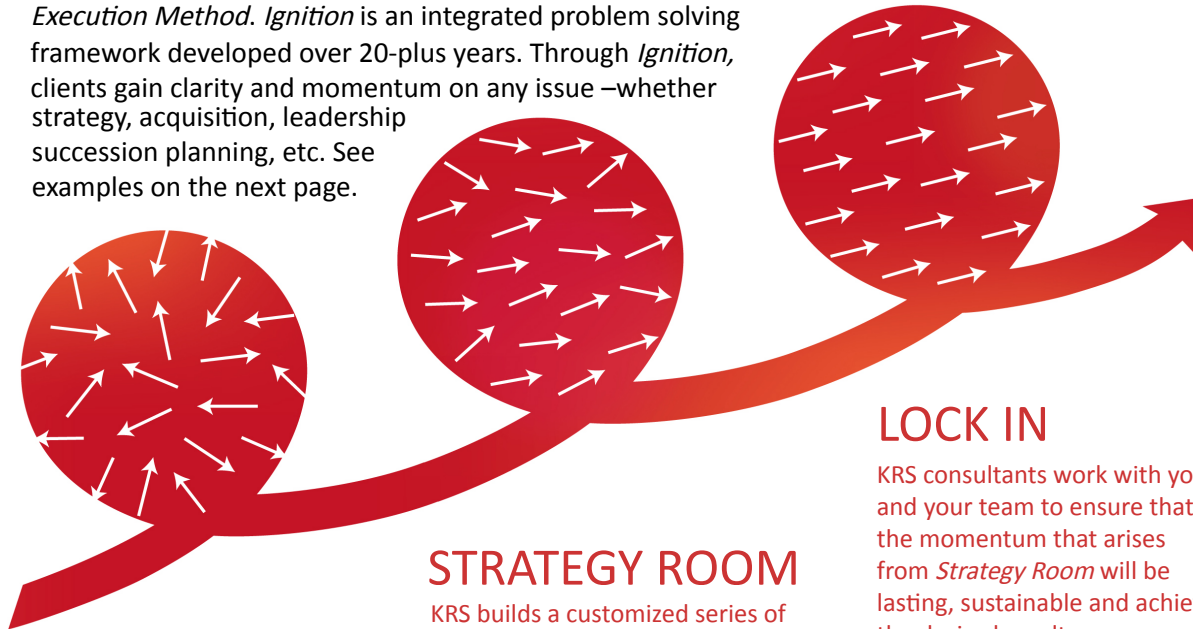 Execution Method. Ignition is an integrated problem solving
framework developed over 20-plus years. Through Ignition,
clients gain clarity and momentum on any issue –whether
strategy, acquisition, leadership
succession planning, etc. See
examples on the next page.
STRATEGY ROOM
KRS builds a customized series of
LOCK IN
KRS consultants work with yo
and your team to ensure that
the momentum that arises
from Strategy Room will be
lasting, sustainable and achie